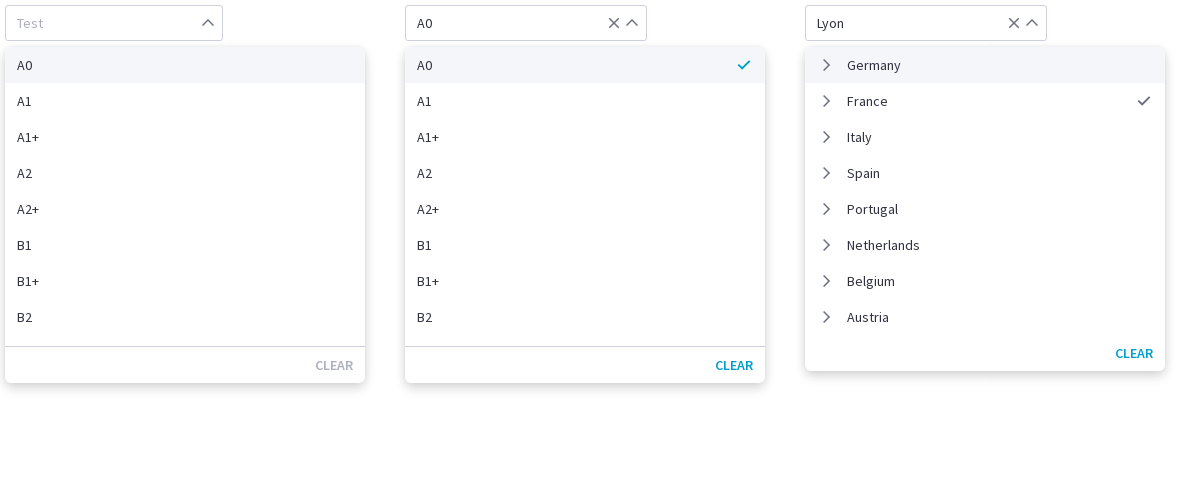 Test
A0
A1
A1+
A2
A2+
B1
B1+
B2
CLEAR
A0
A0
A1
A1+
A2
A2+
B1
B1+
B2
CLEAR
Lyon
Germany
France
Italy
Spain
Portugal
Netherlands
Belgium
Austria
CLEAR